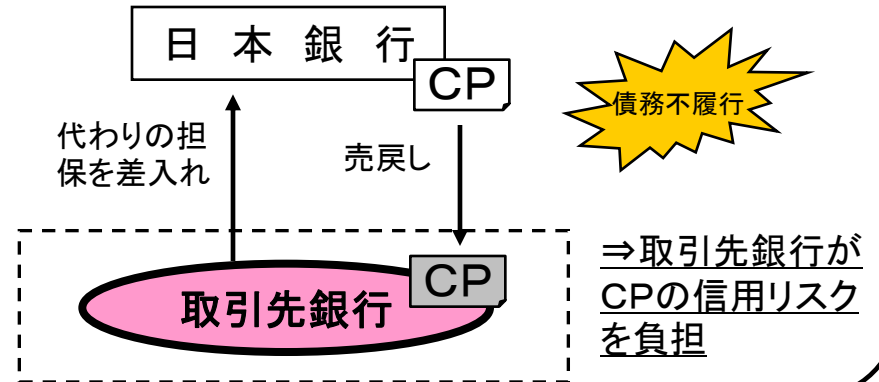 日 本 銀 行
CP
債務不履行
代わりの担
保を差入れ
売戻し
CP
取引先銀行
⇒取引先銀行が
CPの信用リスク
を負担